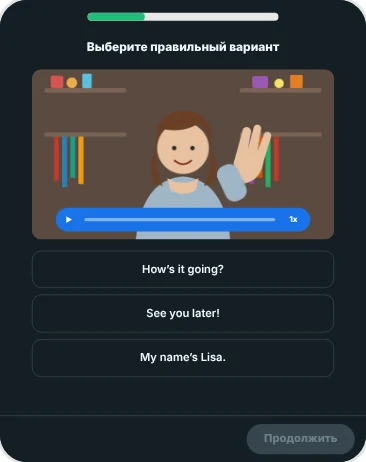 Выберите правильный вариант
1x
How's it going?
See you later!
My name's Lisa.
Продолжить